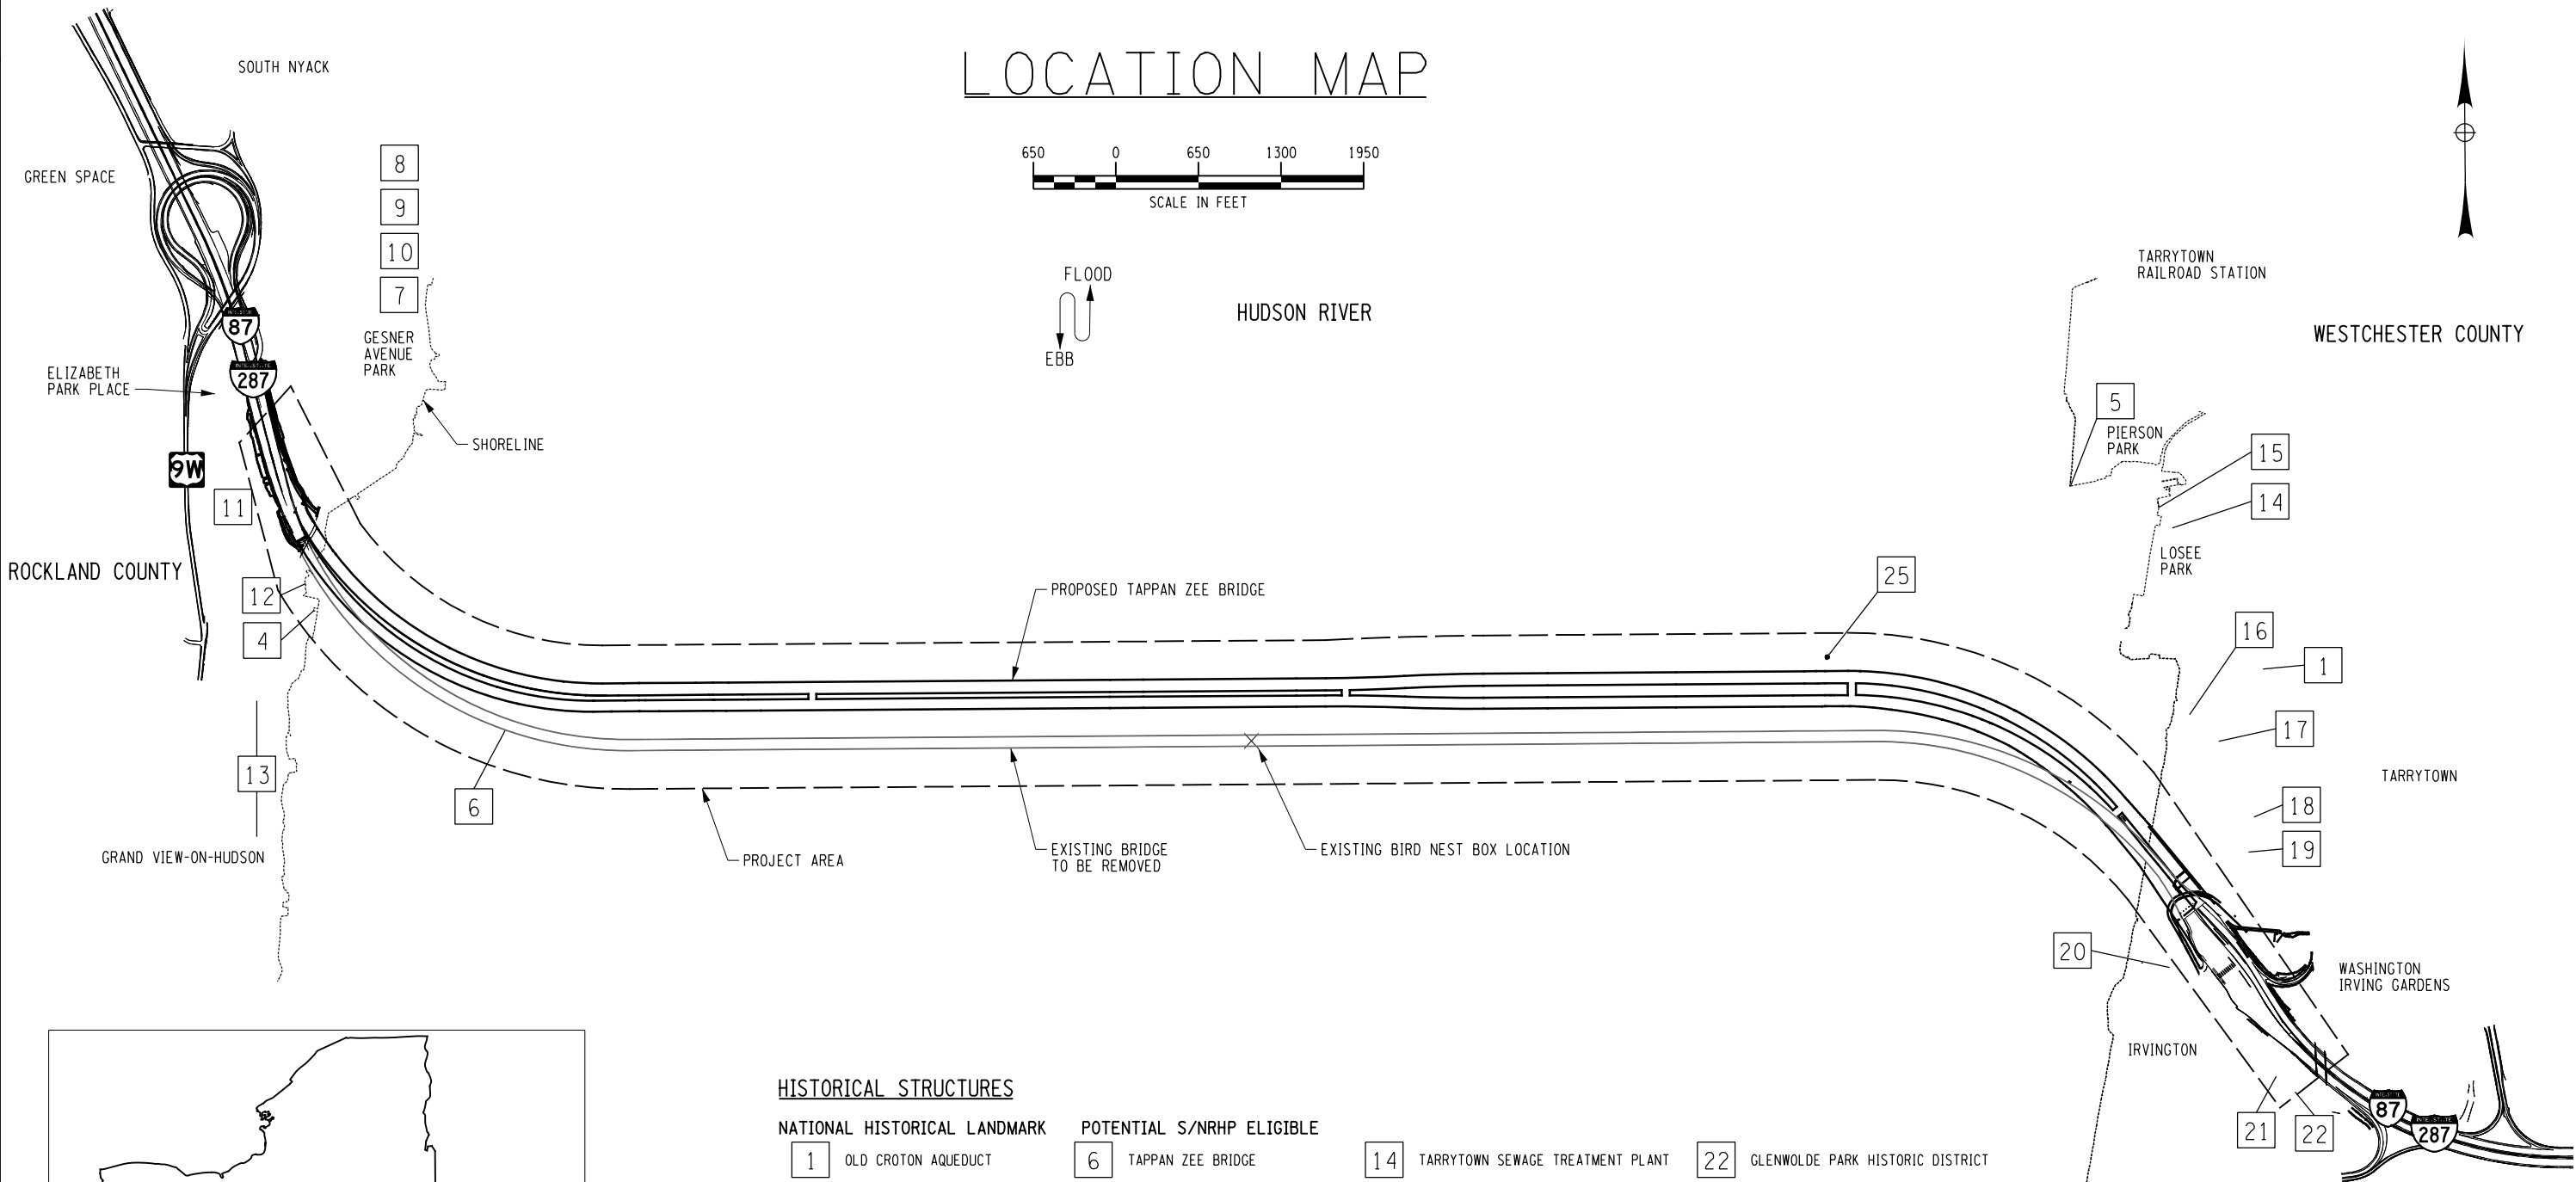 LOCATION MAP
SOUTH NYACK
GREEN SPACE
8
9
10
7
650 0 650 1300 1950
SCALE IN FEET
FLOOD
EBB
HUDSON RIVER
TARRYTOWN
RAILROAD STATION
WESTCHESTER COUNTY
INTERSTATE
87
INTERSTATE
287
GESNER
AVENUE
PARK
ELIZABETH
PARK PLACE
SHORELINE
9W
11
ROCKLAND COUNTY
12
4
13
GRAND VIEW-ON-HUDSON
6
PROPOSED TAPPAN ZEE BRIDGE
PROJECT AREA
EXISTING BRIDGE
TO BE REMOVED
EXISTING BIRD NEST BOX LOCATION
25
5
PIERSON
PARK
15
14
LOSEE
PARK
16
1
17
TARRYTOWN
18
19
20
WASHINGTON
IRVING GARDENS
IRVINGTON
21
22
INTERSTATE
87
INTERSTATE
287
HISTORICAL STRUCTURES
NATIONAL HISTORICAL LANDMARK
1 OLD CROTON AQUEDUCT
POTENTIAL S/NRHP ELIGIBLE
6 TAPPAN ZEE BRIDGE
14 TARRYTOWN SEWAGE TREATMENT PLANT
22 GLENWOLDE PARK HISTORIC DISTRICT